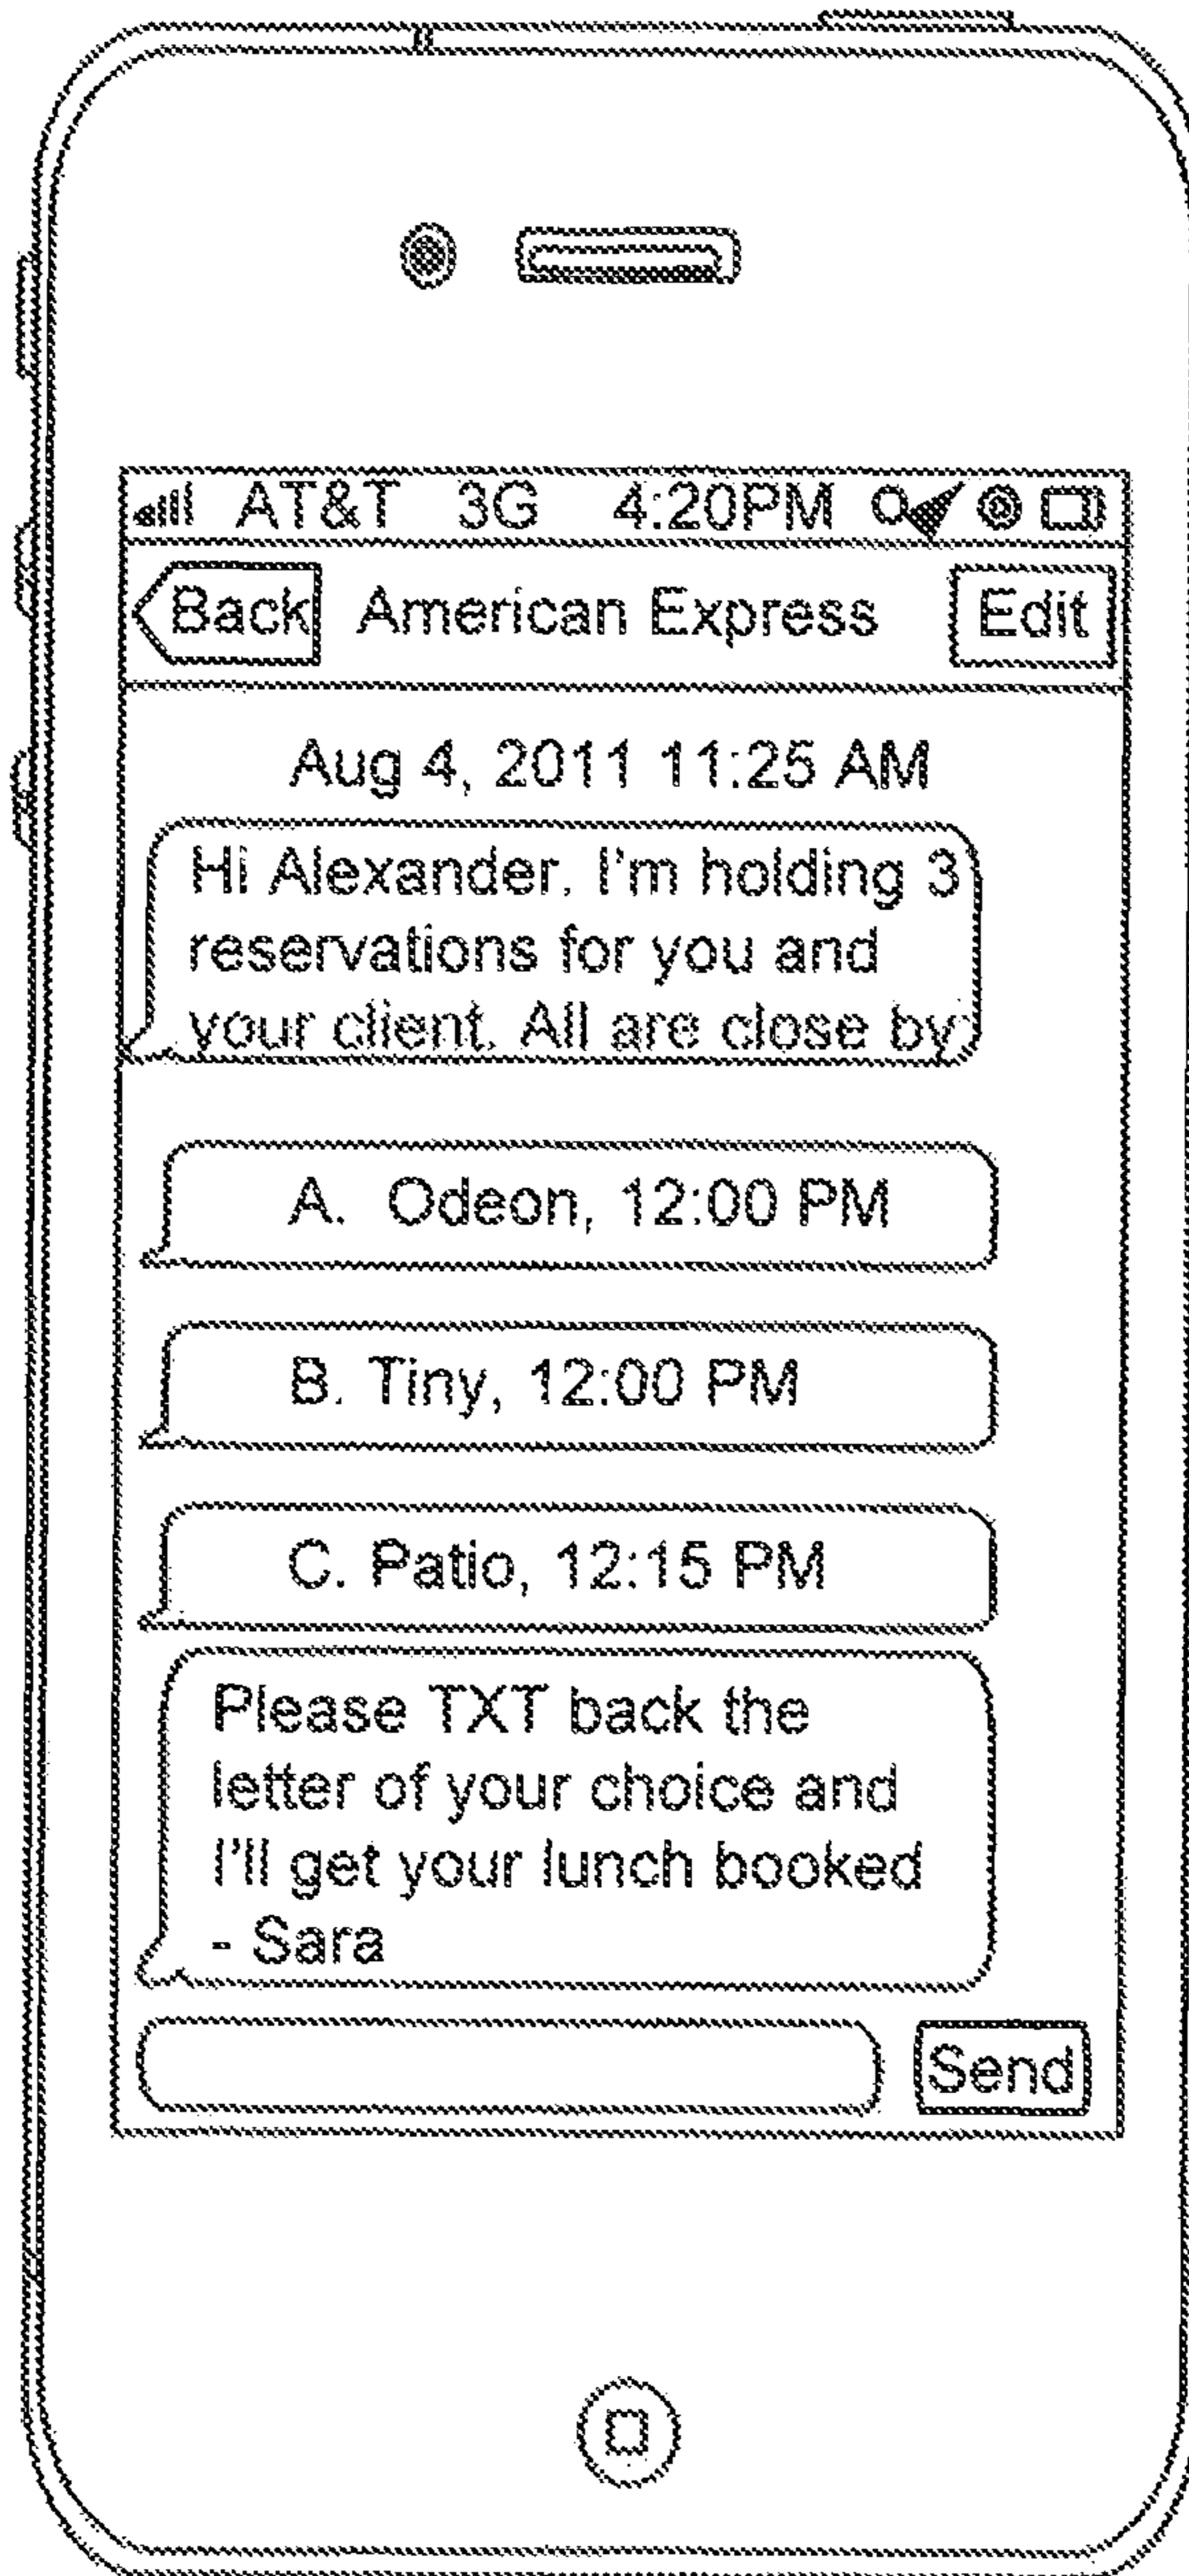 AT&T 3G 4:20PM
Back American Express Edit
Aug 4, 2011 11:25 AM
Hi Alexander. I'm holding 3
reservations for you and
your client. All are close by
A. Odeon, 12:00 PM
B. Tiny, 12:00 PM
C. Patio, 12:15 PM
Please TXT back the
letter of your choice and
I'll get your lunch booked
- Sara
Send